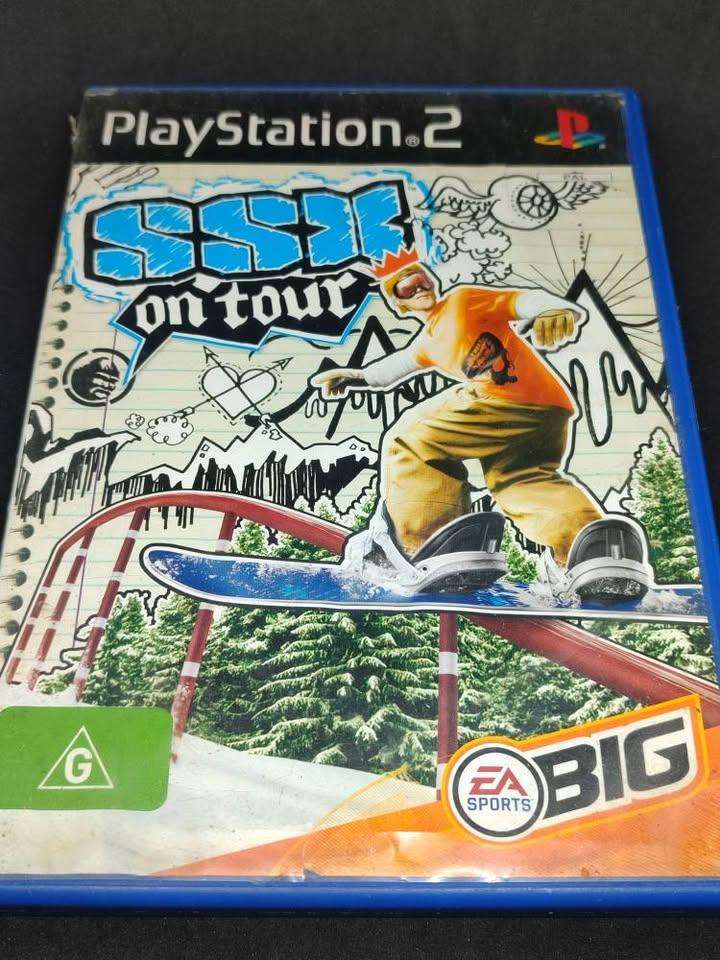 PlayStation®2
PAL
SSX
on tour
G
EA
SPORTS
BIG